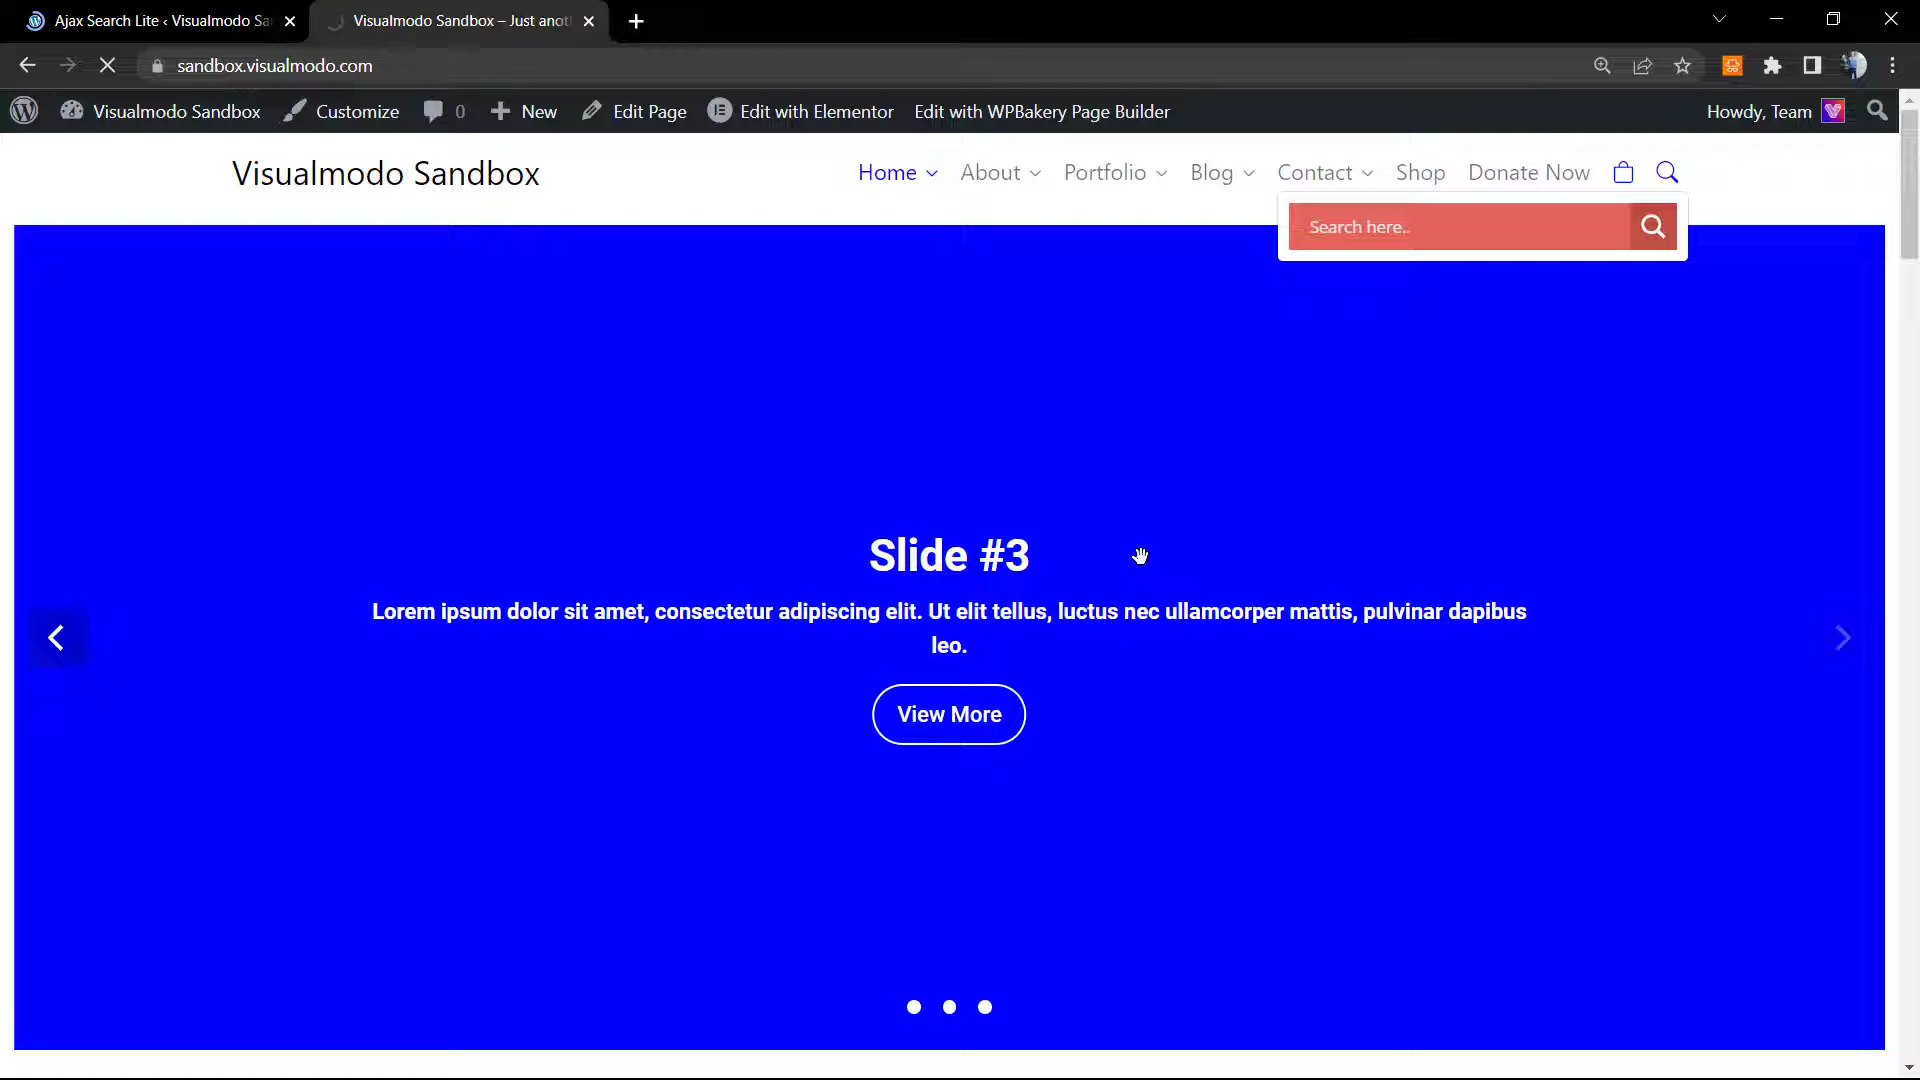 Ajax Search Lite ‹ Visualmodo Sa
Visualmodo Sandbox – Just anot
sandbox.visualmodo.com
Visualmodo Sandbox Customize 0 New Edit Page Edit with Elementor Edit with WPBakery Page Builder Howdy, Team
Visualmodo Sandbox
Home About Portfolio Blog Contact Shop Donate Now
Search here..
Slide #3
Lorem ipsum dolor sit amet, consectetur adipiscing elit. Ut elit tellus, luctus nec ullamcorper mattis, pulvinar dapibus
leo.
View More